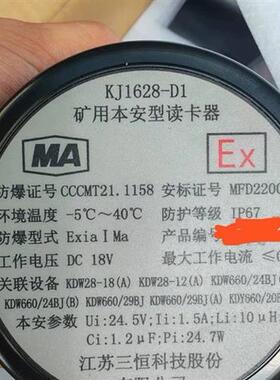 KJ1628-D1
矿用本安型读卡器
MA
Ex
防爆证号 CCCMT21.1158 安标证号 MFD220
环境温度 -5℃～40℃ 防护等级 IP67
防爆型式 ExiaⅠMa 产品编号
工作电压 DC 18V 最大工作电流 ≤
关联设备 KDW28-18(A) KDW28-12(A) KDW660/24BJ
KDW660/24BJ(B) KDW660/29BJ KDW660/29BJ(A) KDY660/20B
本安参数 Ui:24.5V;Ii:1.5A;Li:10μH
Ci:1.2μF;Pi:24.7W
江苏三恒科技股份